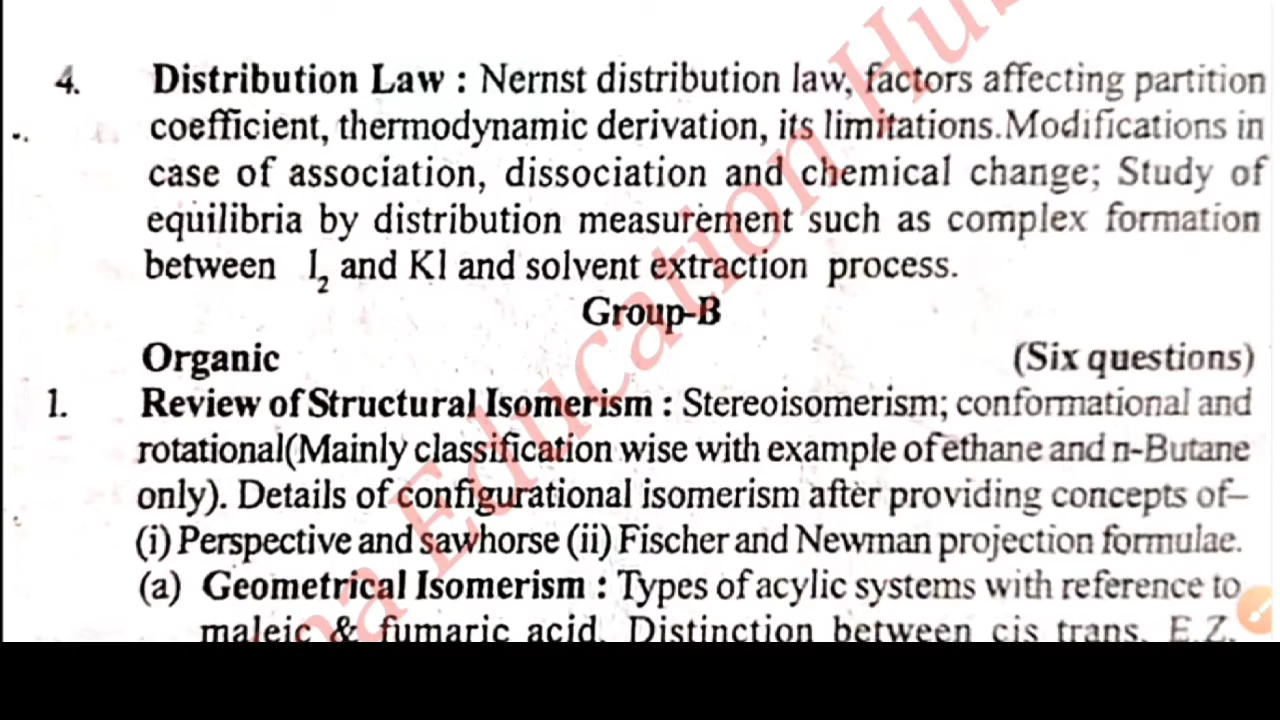 4. Distribution Law : Nernst distribution law, factors affecting partition
coefficient, thermodynamic derivation, its limitations.Modifications in
case of association, dissociation and chemical change; Study of
equilibria by distribution measurement such as complex formation
between I2 and KI and solvent extraction process.
Group-B
Organic (Six questions)
1. Review of Structural Isomerism : Stereoisomerism; conformational and
rotational(Mainly classification wise with example of ethane and n-Butane
only). Details of configurational isomerism after providing concepts of–
(i) Perspective and sawhorse (ii) Fischer and Newman projection formulae.
(a) Geometrical Isomerism : Types of acylic systems with reference to
maleic & fumaric acid. Distinction between cis trans, E.Z.
Education Hub